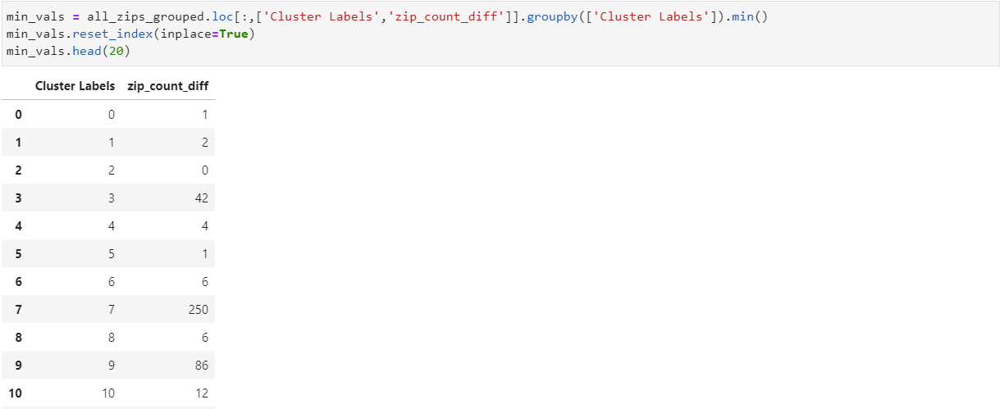 min_vals = all_zips_grouped.loc[:,['Cluster Labels','zip_count_diff']].groupby(['Cluster Labels']).min()
min_vals.reset_index(inplace=True)
min_vals.head(20)
Cluster Labels zip_count_diff
0 0 1
1 1 2
2 2 0
3 3 42
4 4 4
5 5 1
6 6 6
7 7 250
8 8 6
9 9 86
10 10 12